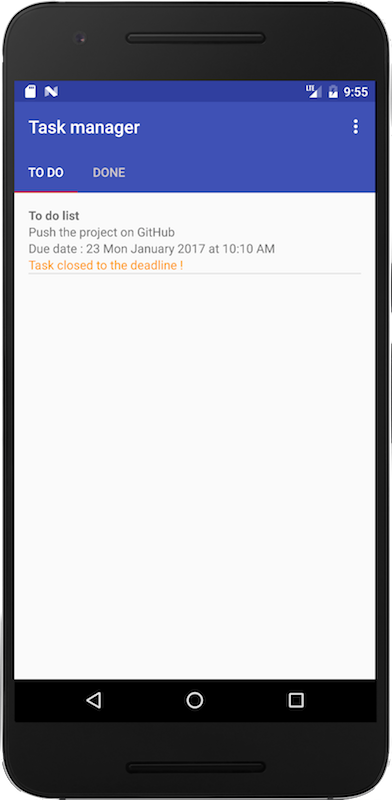 LTE 9:55
Task manager
TO DO DONE
To do list
Push the project on GitHub
Due date : 23 Mon January 2017 at 10:10 AM
Task closed to the deadline !